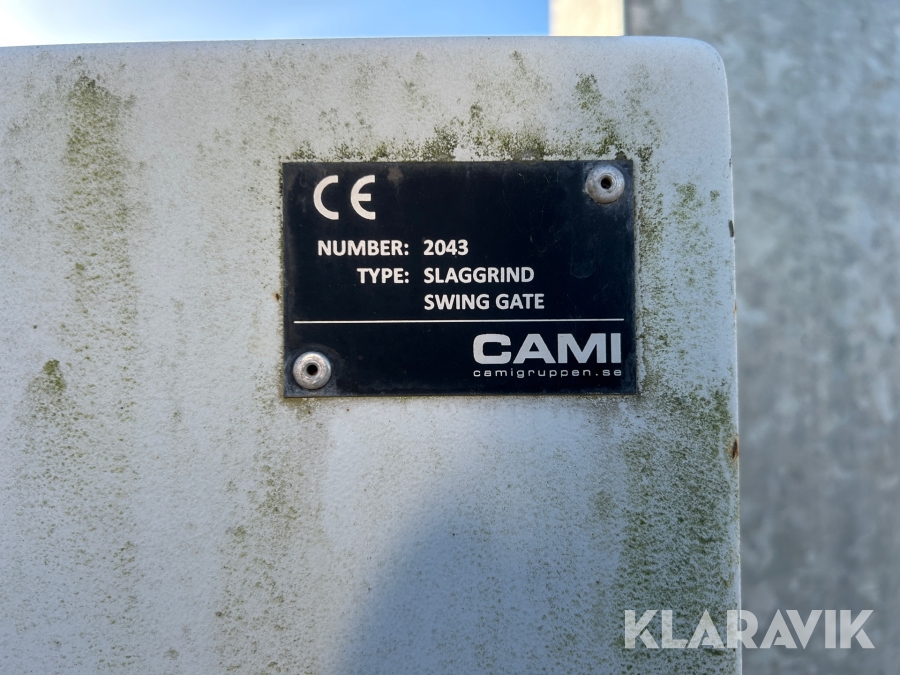 CE
NUMBER: 2043
TYPE: SLAGGRIND
SWING GATE
CAMI
camigruppen.se
KLARAVIK